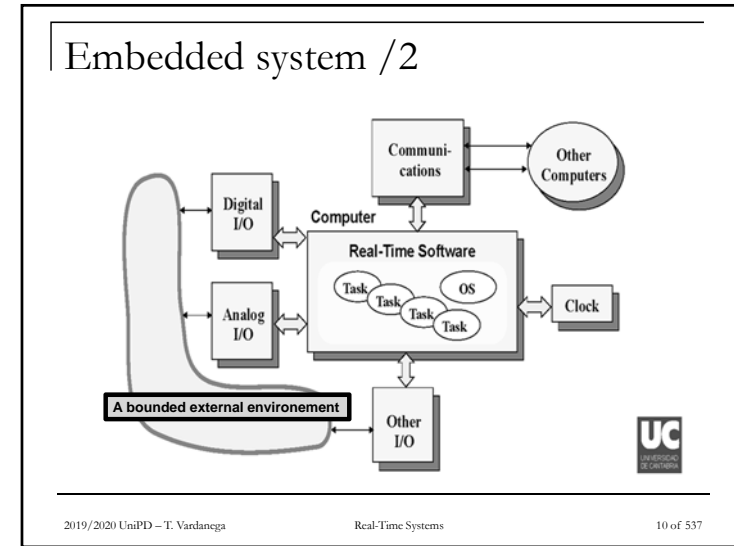 Embedded system /2
Communi-
cations
Other
Computers
Digital
I/O
Computer
Real-Time Software
Task
Task
Task
Task
OS
Clock
Analog
I/O
A bounded external environement
Other
I/O
UC
UNIVERSIDAD
DE CANTABRIA
2019/2020 UniPD – T. Vardanega
Real-Time Systems
10 of 537